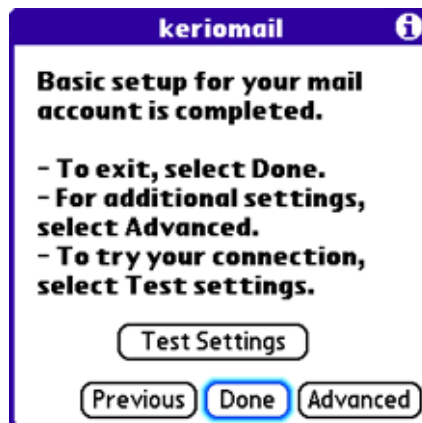 keriomail
Basic setup for your mail
account is completed.
- To exit, select Done.
- For additional settings,
select Advanced.
- To try your connection,
select Test settings.
Test Settings
Previous Done Advanced